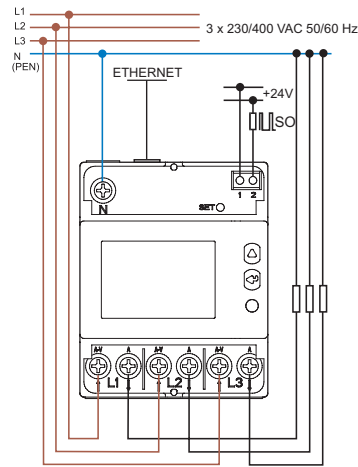 L1
L2
3 x 230/400 VAC 50/60 Hz
L3
N
(PEN)
ETHERNET
+24V
SO
1 2
N
SET
A-V A A-V A A-V A
L1 L2 L3